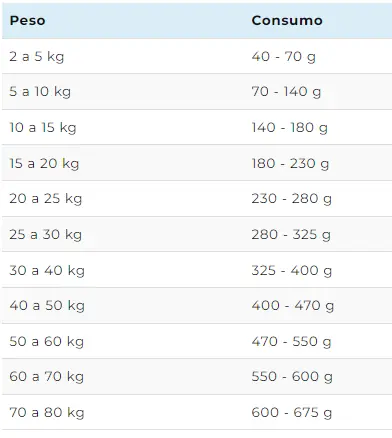 Peso Consumo
2 a 5 kg 40 - 70 g
5 a 10 kg 70 - 140 g
10 a 15 kg 140 - 180 g
15 a 20 kg 180 - 230 g
20 a 25 kg 230 - 280 g
25 a 30 kg 280 - 325 g
30 a 40 kg 325 - 400 g
40 a 50 kg 400 - 470 g
50 a 60 kg 470 - 550 g
60 a 70 kg 550 - 600 g
70 a 80 kg 600 - 675 g